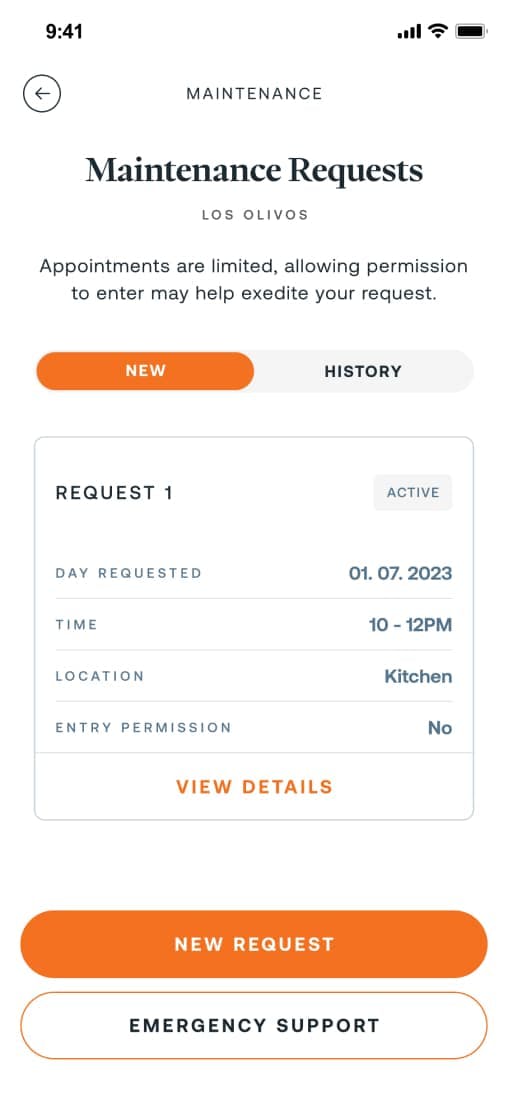 9:41
MAINTENANCE
Maintenance Requests
LOS OLIVOS
Appointments are limited, allowing permission
to enter may help exedite your request.
NEW HISTORY
REQUEST 1 ACTIVE
DAY REQUESTED 01. 07. 2023
TIME 10 - 12PM
LOCATION Kitchen
ENTRY PERMISSION No
VIEW DETAILS
NEW REQUEST
EMERGENCY SUPPORT